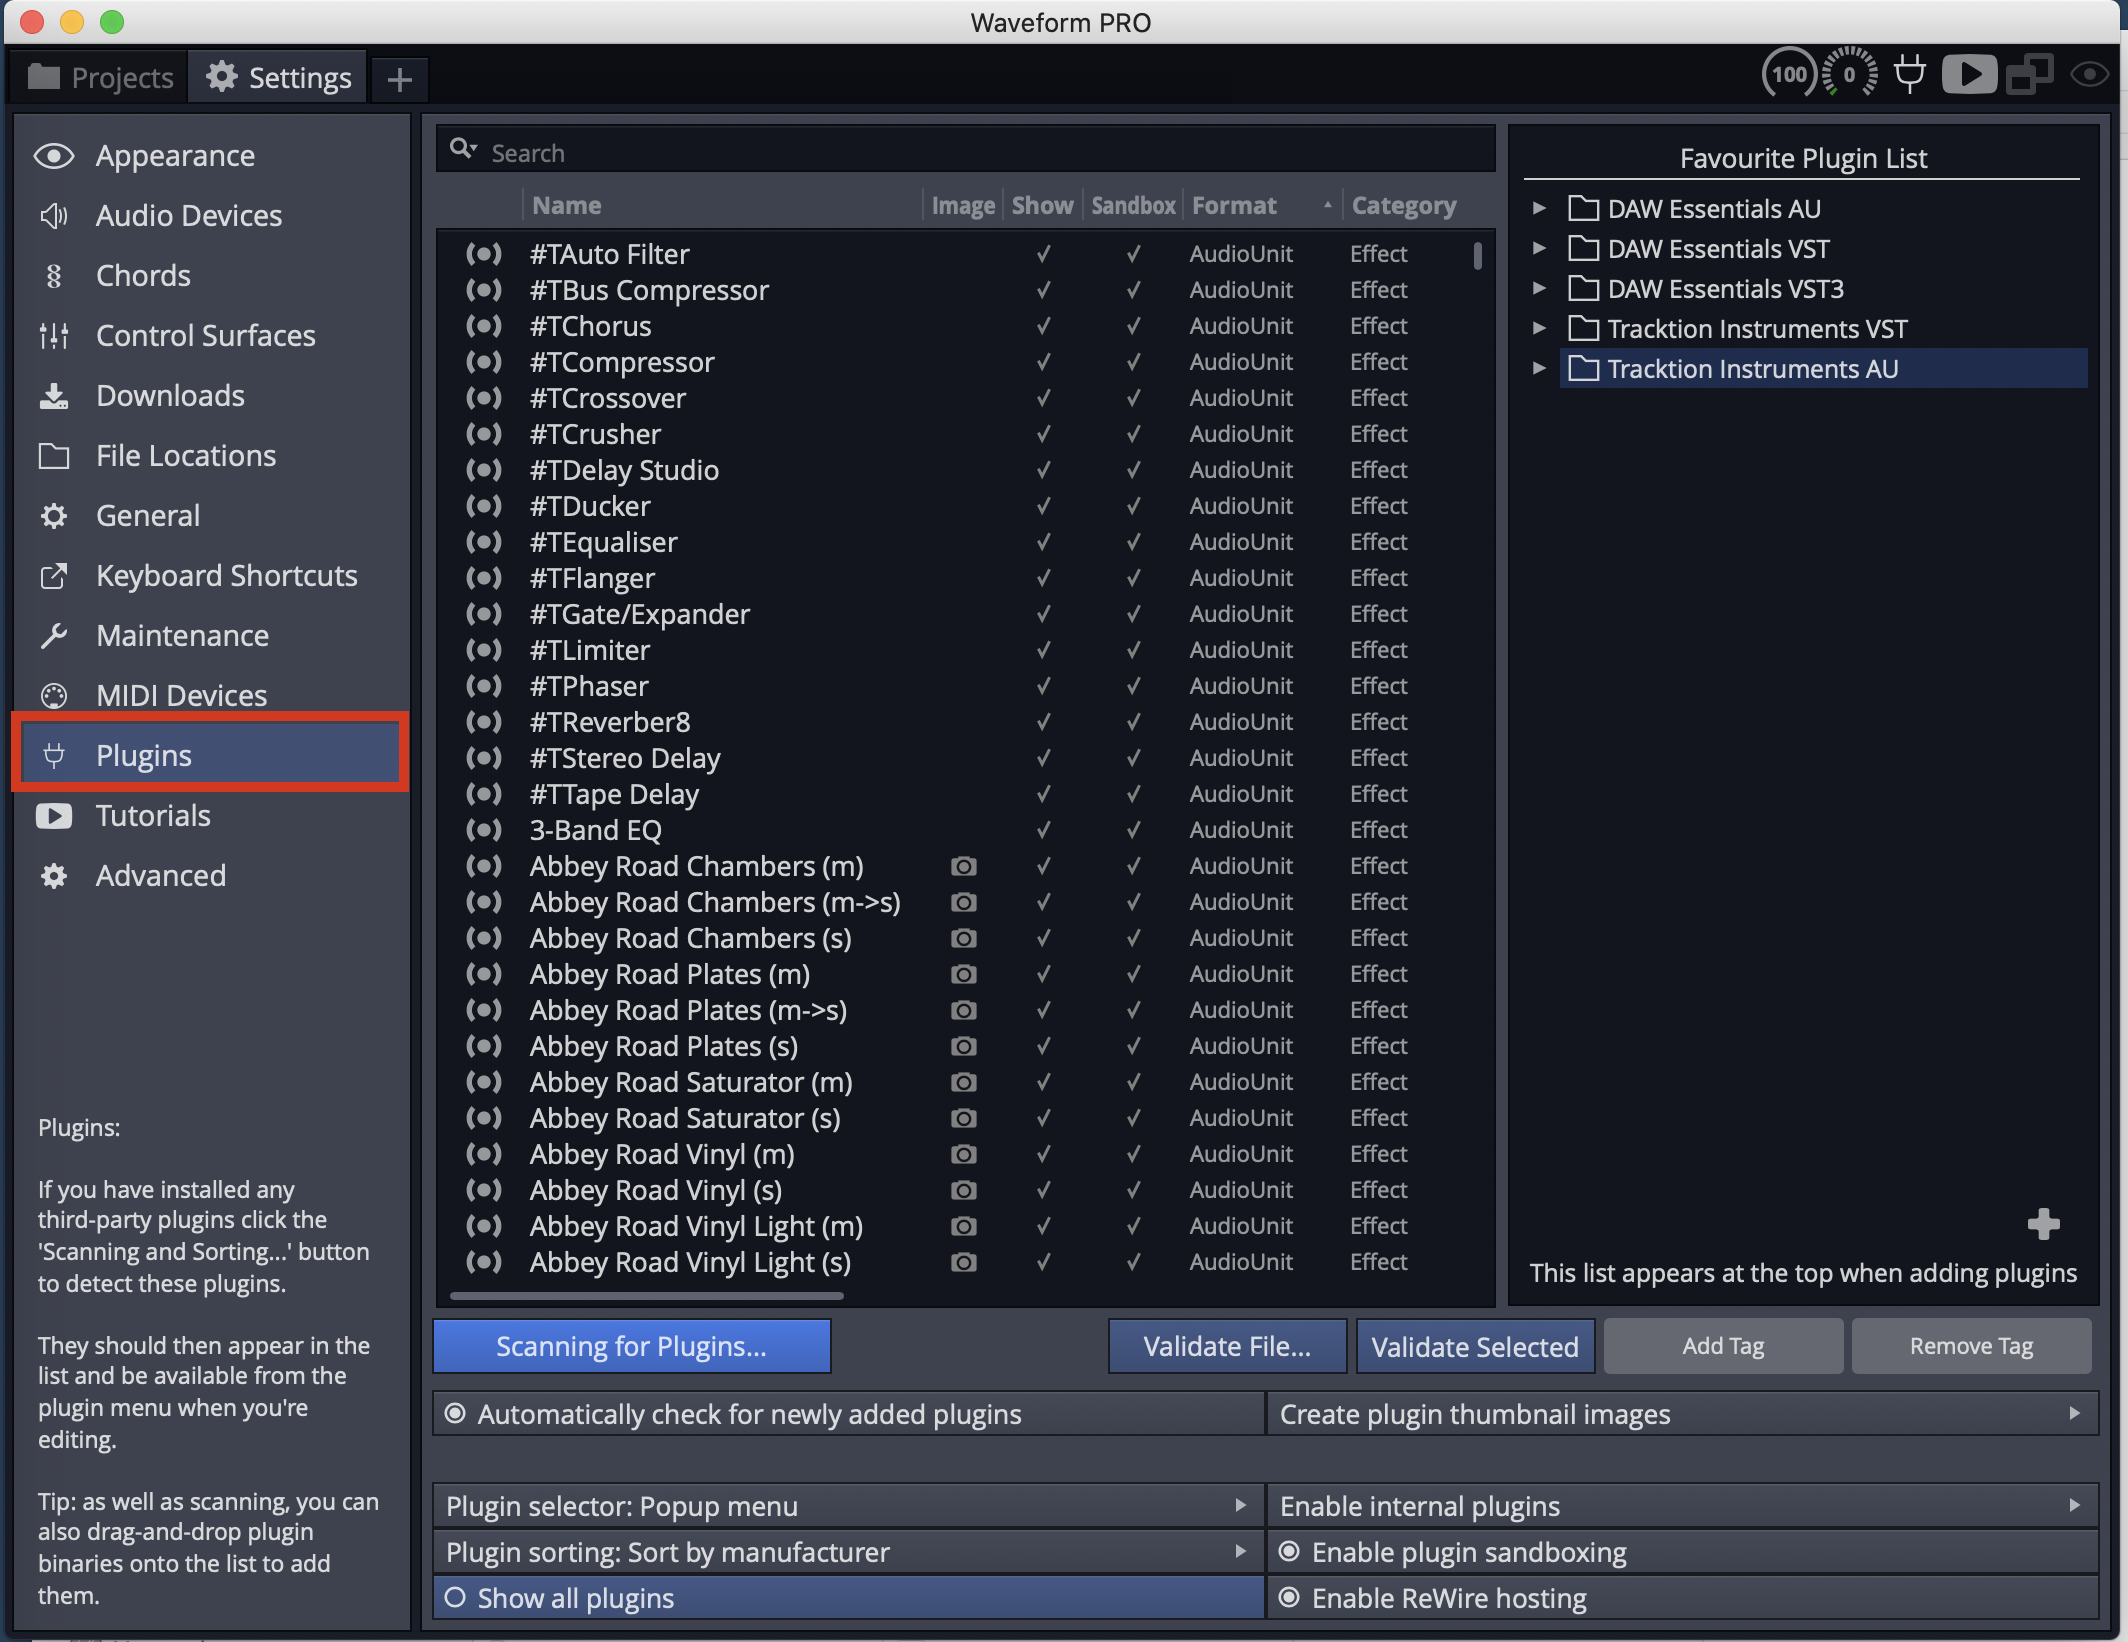 Waveform PRO
Projects
Settings
100
0
Appearance
Audio Devices
Chords
Control Surfaces
Downloads
File Locations
General
Keyboard Shortcuts
Maintenance
MIDI Devices
Plugins
Tutorials
Advanced
Plugins:
If you have installed any
third-party plugins click the
'Scanning and Sorting...' button
to detect these plugins.
They should then appear in the
list and be available from the
plugin menu when you're
editing.
Tip: as well as scanning, you can
also drag-and-drop plugin
binaries onto the list to add
them.
Search
Name Image Show Sandbox Format Category
#TAuto Filter ✓ ✓ AudioUnit Effect
#TBus Compressor ✓ ✓ AudioUnit Effect
#TChorus ✓ ✓ AudioUnit Effect
#TCompressor ✓ ✓ AudioUnit Effect
#TCrossover ✓ ✓ AudioUnit Effect
#TCrusher ✓ ✓ AudioUnit Effect
#TDelay Studio ✓ ✓ AudioUnit Effect
#TDucker ✓ ✓ AudioUnit Effect
#TEqualiser ✓ ✓ AudioUnit Effect
#TFlanger ✓ ✓ AudioUnit Effect
#TGate/Expander ✓ ✓ AudioUnit Effect
#TLimiter ✓ ✓ AudioUnit Effect
#TPhaser ✓ ✓ AudioUnit Effect
#TReverber8 ✓ ✓ AudioUnit Effect
#TStereo Delay ✓ ✓ AudioUnit Effect
#TTape Delay ✓ ✓ AudioUnit Effect
3-Band EQ ✓ ✓ AudioUnit Effect
Abbey Road Chambers (m) ✓ ✓ AudioUnit Effect
Abbey Road Chambers (m->s) ✓ ✓ AudioUnit Effect
Abbey Road Chambers (s) ✓ ✓ AudioUnit Effect
Abbey Road Plates (m) ✓ ✓ AudioUnit Effect
Abbey Road Plates (m->s) ✓ ✓ AudioUnit Effect
Abbey Road Plates (s) ✓ ✓ AudioUnit Effect
Abbey Road Saturator (m) ✓ ✓ AudioUnit Effect
Abbey Road Saturator (s) ✓ ✓ AudioUnit Effect
Abbey Road Vinyl (m) ✓ ✓ AudioUnit Effect
Abbey Road Vinyl (s) ✓ ✓ AudioUnit Effect
Abbey Road Vinyl Light (m) ✓ ✓ AudioUnit Effect
Abbey Road Vinyl Light (s) ✓ ✓ AudioUnit Effect
Favourite Plugin List
DAW Essentials AU
DAW Essentials VST
DAW Essentials VST3
Tracktion Instruments VST
Tracktion Instruments AU
This list appears at the top when adding plugins
Scanning for Plugins... Validate File... Validate Selected Add Tag Remove Tag
Automatically check for newly added plugins
Create plugin thumbnail images
Plugin selector: Popup menu
Enable internal plugins
Plugin sorting: Sort by manufacturer
Enable plugin sandboxing
Show all plugins
Enable ReWire hosting